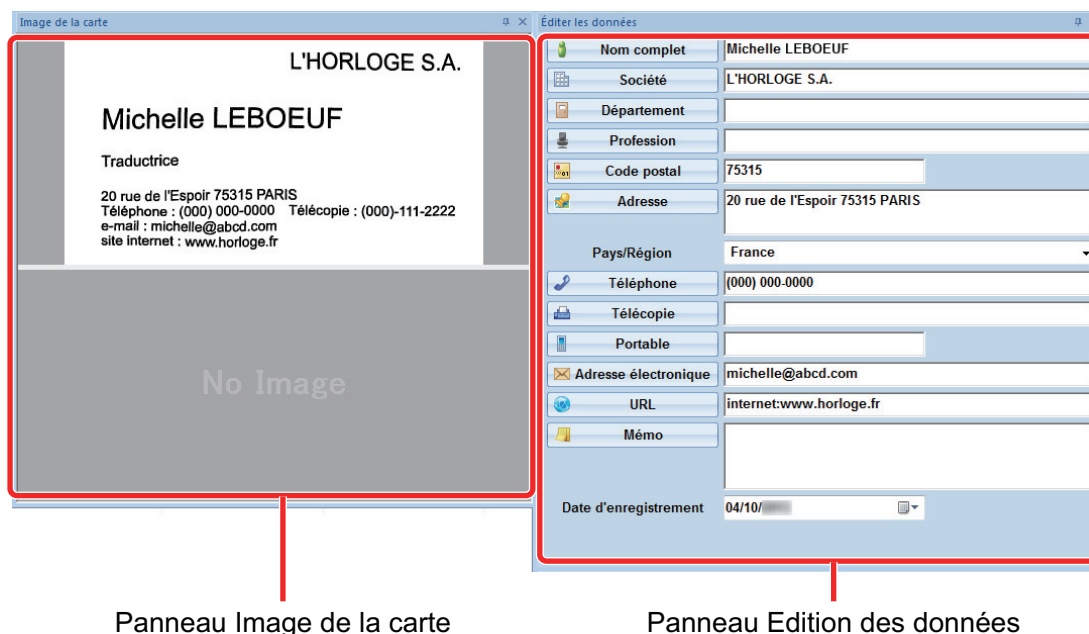 Image de la carte
L'HORLOGE S.A.
Michelle LEBOEUF
Traductrice
20 rue de l'Espoir 75315 PARIS
Téléphone : (000) 000-0000 Télécopie : (000)-111-2222
e-mail : michelle@abcd.com
site internet : www.horloge.fr
No Image
Éditer les données
Nom complet Michelle LEBOEUF
Société L'HORLOGE S.A.
Département
Profession
Code postal 75315
Adresse 20 rue de l'Espoir 75315 PARIS
Pays/Région France
Téléphone (000) 000-0000
Télécopie
Portable
Adresse électronique michelle@abcd.com
URL internet:www.horloge.fr
Mémo
Date d'enregistrement 04/10/
Panneau Image de la carte
Panneau Edition des données